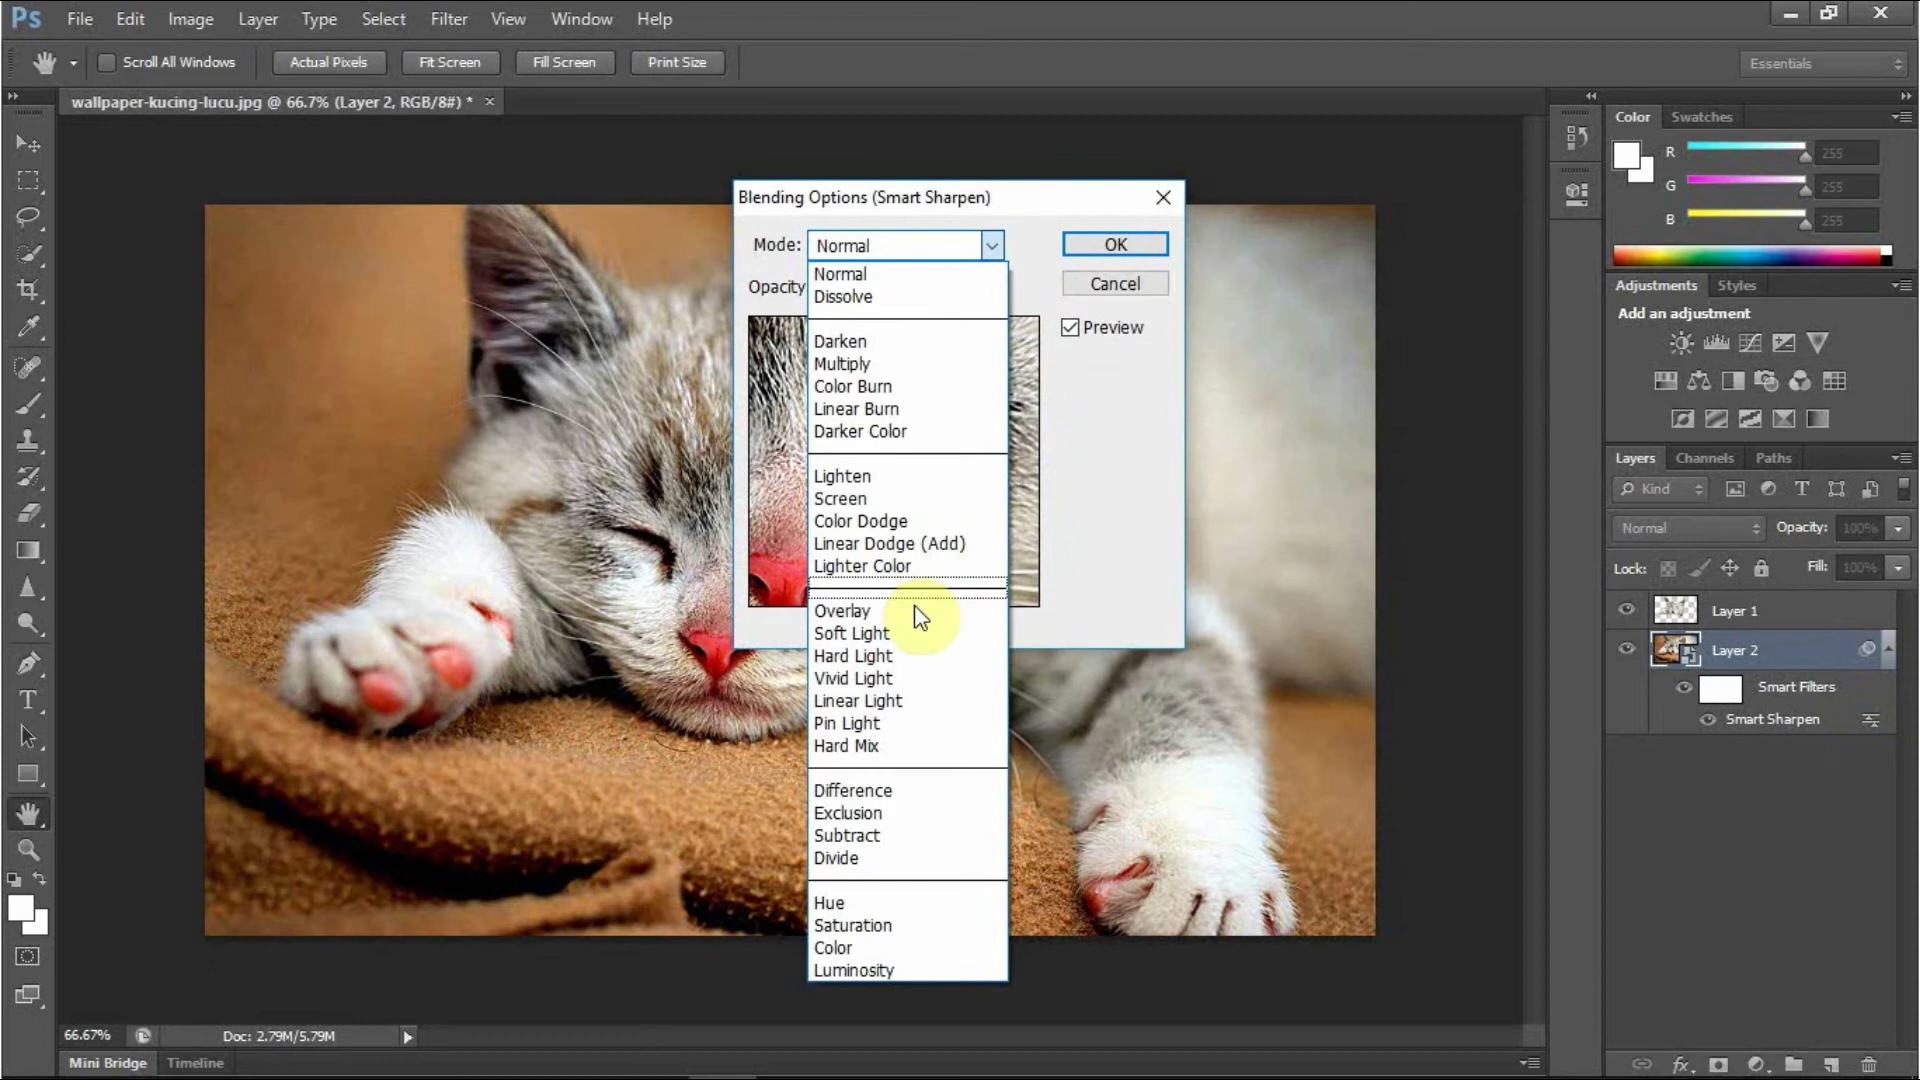 Ps File Edit Image Layer Type Select Filter View Window Help
Scroll All Windows Actual Pixels Fit Screen Fill Screen Print Size Essentials
wallpaper-kucing-lucu.jpg @ 66.7% (Layer 2, RGB/8#) * ×
Blending Options (Smart Sharpen)
Mode: Normal OK
Opacity Cancel
Preview
Normal
Dissolve
Darken
Multiply
Color Burn
Linear Burn
Darker Color
Lighten
Screen
Color Dodge
Linear Dodge (Add)
Lighter Color
Overlay
Soft Light
Hard Light
Vivid Light
Linear Light
Pin Light
Hard Mix
Difference
Exclusion
Subtract
Divide
Hue
Saturation
Color
Luminosity
Color Swatches
R 255
G 255
B 255
Adjustments Styles
Add an adjustment
Layers Channels Paths
Kind
Normal Opacity: 100%
Lock: Fill: 100%
Layer 1
Layer 2
Smart Filters
Smart Sharpen
66.67% Doc: 2.79M/5.79M
Mini Bridge Timeline